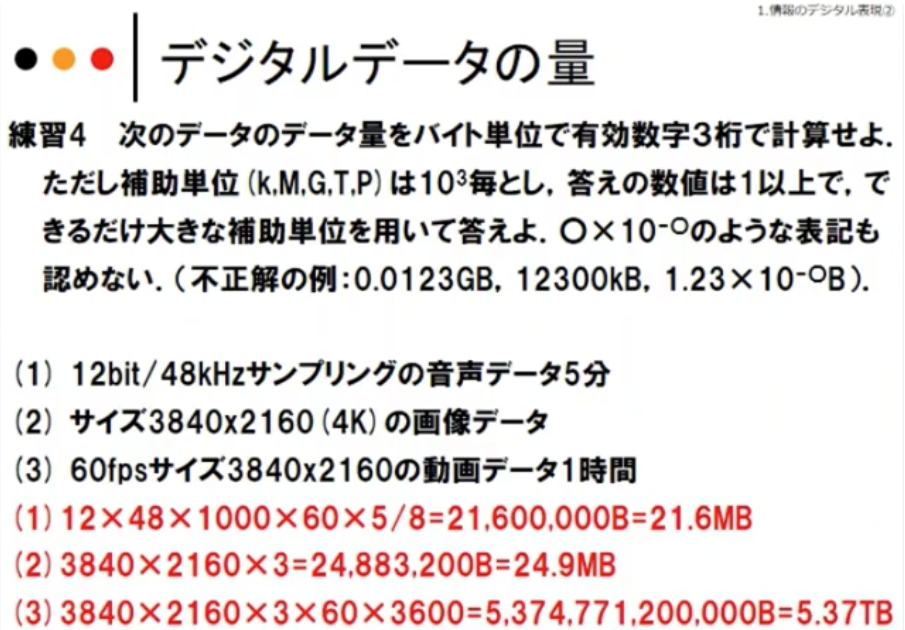 1.情報のデジタル表現②
デジタルデータの量
練習4 次のデータのデータ量をバイト単位で有効数字3桁で計算せよ.
ただし補助単位(k,M,G,T,P)は10³毎とし, 答えの数値は1以上で, で
きるだけ大きな補助単位を用いて答えよ. ○×10⁻○のような表記も
認めない.(不正解の例:0.0123GB, 12300kB, 1.23×10⁻○B).
(1) 12bit/48kHzサンプリングの音声データ5分
(2) サイズ3840x2160(4K)の画像データ
(3) 60fpsサイズ3840x2160の動画データ1時間
(1)12×48×1000×60×5/8=21,600,000B=21.6MB
(2)3840×2160×3=24,883,200B=24.9MB
(3)3840×2160×3×60×3600=5,374,771,200,000B=5.37TB